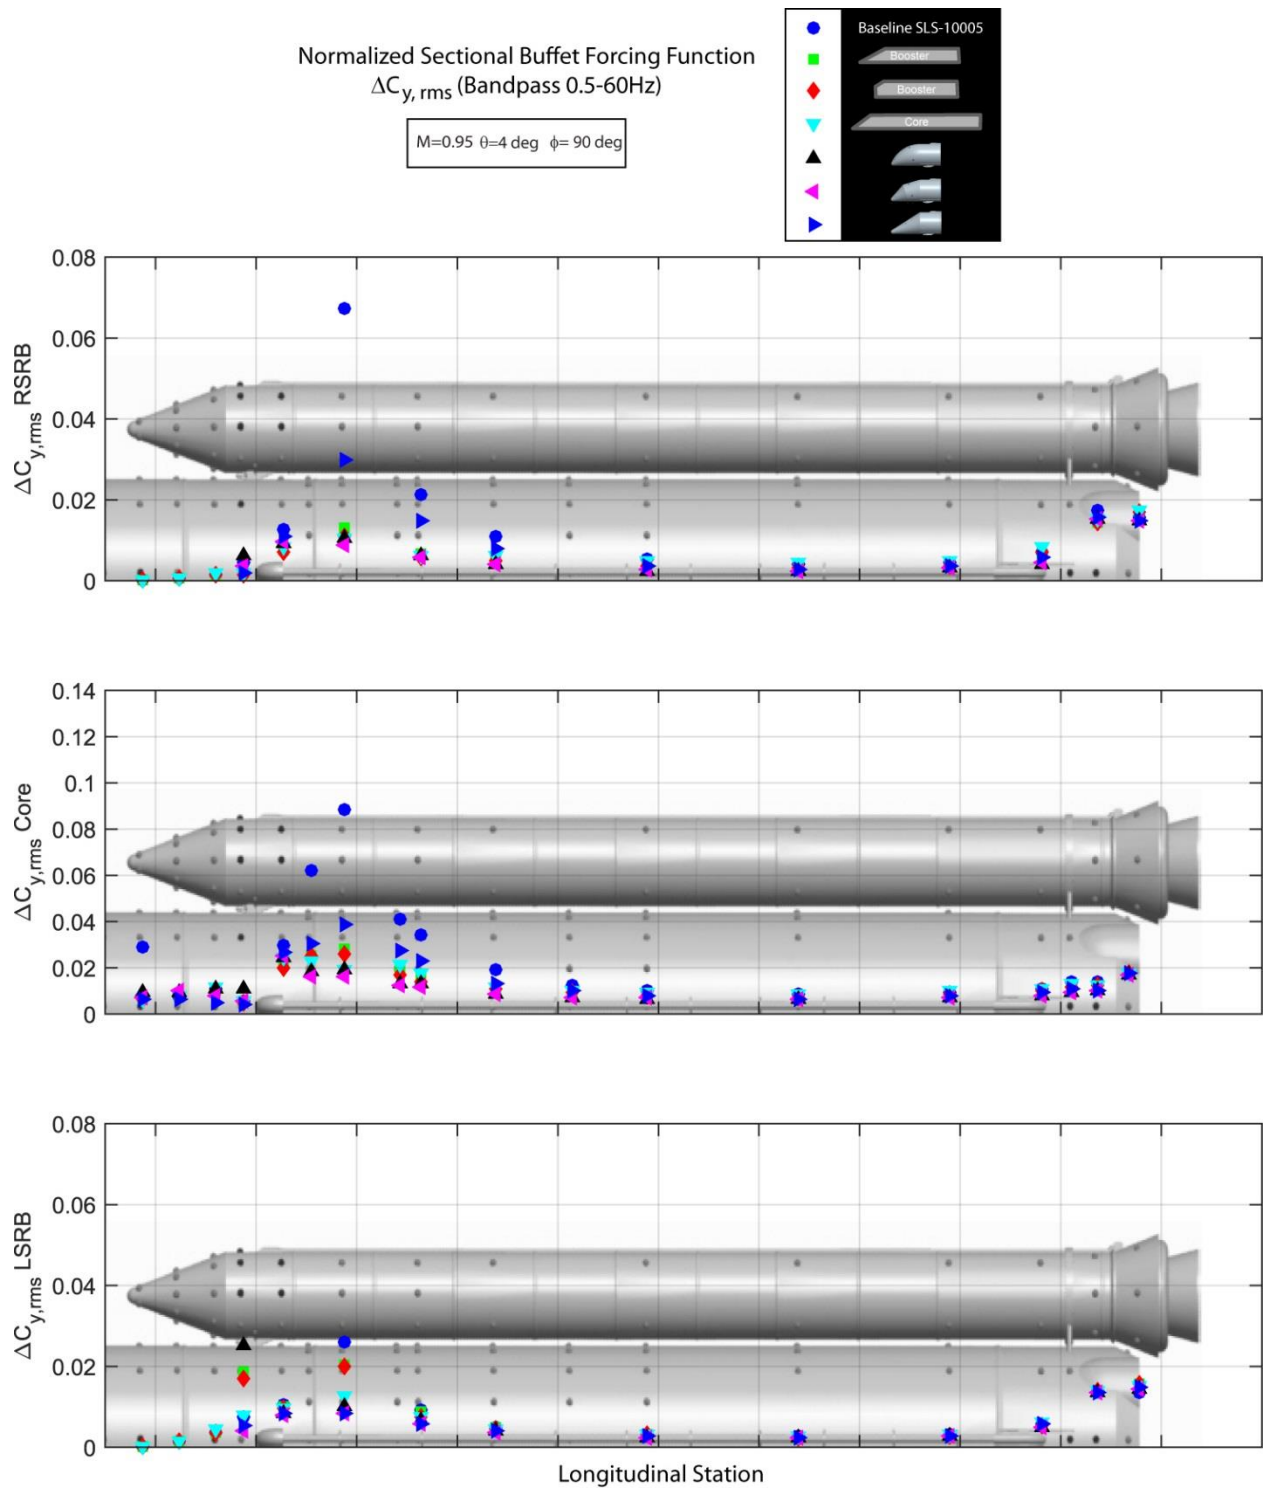 Normalized Sectional Buffet Forcing Function
ΔCy, rms (Bandpass 0.5-60Hz)
M=0.95 θ=4 deg ϕ= 90 deg
Baseline SLS-10005
Booster
Booster
Core
0.08
0.06
0.04
0.02
0
ΔCy,rms RSRB
0.14
0.12
0.1
0.08
0.06
0.04
0.02
0
ΔCy,rms Core
0.08
0.06
0.04
0.02
0
ΔCy,rms LSRB
Longitudinal Station